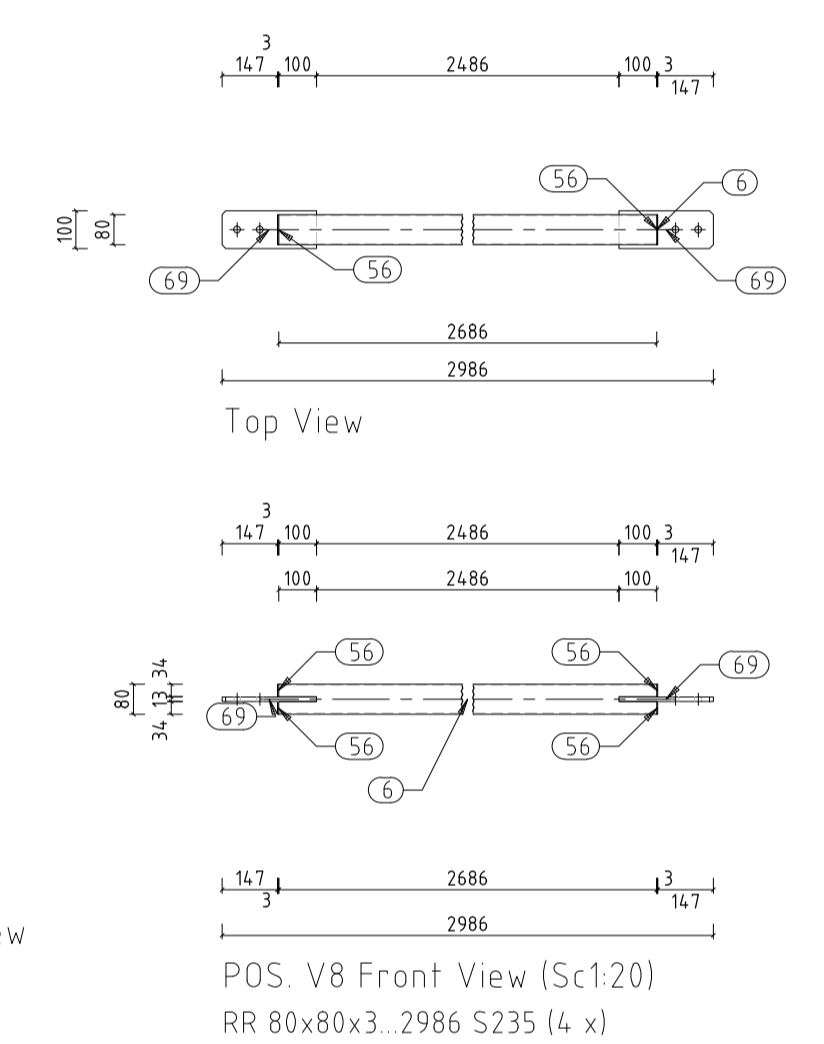 3
147 100 2486 100 3
147
56 6
100 80
69 56 69
2686
2986
Top View
3
147 100 2486 100 3
147
100 2486 100
56 56 69
80 34 13 34
69
56 56
6
147 2686 3
3 147
2986
ew
POS. V8 Front View (Sc1:20)
RR 80x80x3...2986 S235 (4 x)